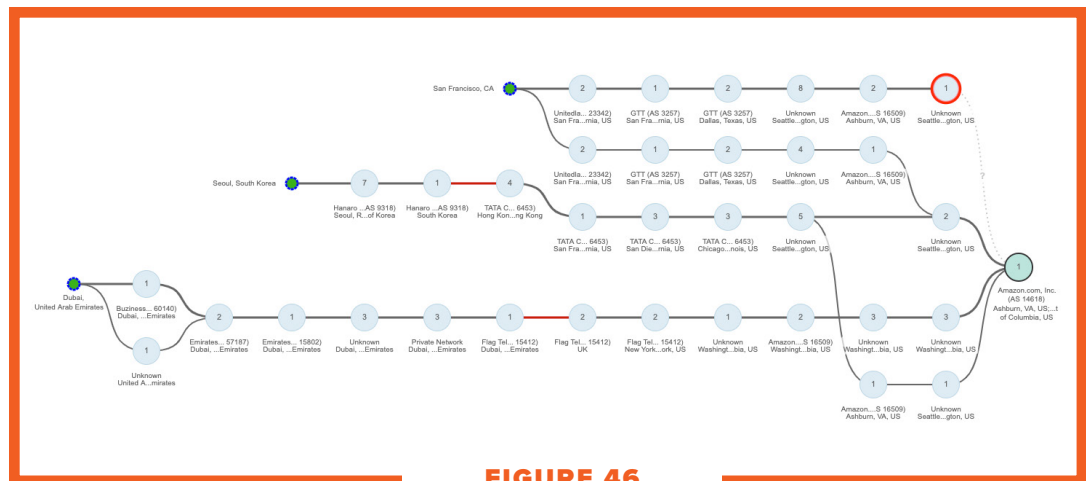 San Francisco, CA
2
1
2
8
2
1
Unitedla... 23342)
San Fra...rnia, US
GTT (AS 3257)
San Fra...rnia, US
GTT (AS 3257)
Dallas, Texas, US
Unknown
Seattle...gton, US
Amazon....S 16509)
Ashburn, VA, US
Unknown
Seattle...gton, US
2
1
2
4
1
Unitedla... 23342)
San Fra...rnia, US
GTT (AS 3257)
San Fra...rnia, US
GTT (AS 3257)
Dallas, Texas, US
Unknown
Seattle...gton, US
Amazon....S 16509)
Ashburn, VA, US
?
Seoul, South Korea
7
1
4
Hanaro ...AS 9318)
Seoul, R...of Korea
Hanaro ...AS 9318)
South Korea
TATA C... 6453)
Hong Kon...ng Kong
1
3
3
5
2
TATA C... 6453)
San Fra...rnia, US
TATA C... 6453)
San Die...rnia, US
TATA C... 6453)
Chicago...nois, US
Unknown
Seattle...gton, US
Unknown
Seattle...gton, US
1
Amazon.com, Inc.
(AS 14618)
Ashburn, VA, US;...t
of Columbia, US
Dubai,
United Arab Emirates
1
Buziness... 60140)
Dubai, ...Emirates
1
Unknown
United A...mirates
2
1
3
3
1
2
2
1
2
3
3
Emirates... 57187)
Dubai, ...Emirates
Emirates... 15802)
Dubai, ...Emirates
Unknown
Dubai, ...Emirates
Private Network
Dubai, ...Emirates
Flag Tel... 15412)
Dubai, ...Emirates
Flag Tel... 15412)
UK
Flag Tel... 15412)
New York...ork, US
Unknown
Washingt...bia, US
Amazon....S 16509)
Washingt...bia, US
Unknown
Washingt...bia, US
Unknown
Washingt...bia, US
1
1
Amazon....S 16509)
Ashburn, VA, US
Unknown
Seattle...gton, US
FIGURE 46